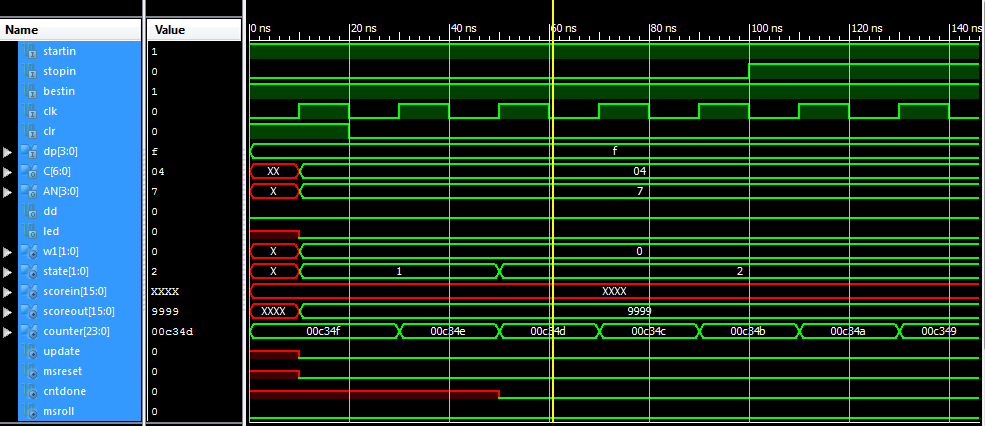 Name Value 0 ns 20 ns 40 ns 60 ns 80 ns 100 ns 120 ns 140 ns
startin 1
stopin 0
bestin 1
clk 0
clr 0
dp[3:0] f f
C[6:0] 04 XX 04
AN[3:0] 7 X 7
dd 0
led 0
w1[1:0] 0 X 0
state[1:0] 2 X 1 2
scorein[15:0] XXXX XXXX
scoreout[15:0] 9999 XXXX 9999
counter[23:0] 00c34d 00c34f 00c34e 00c34d 00c34c 00c34b 00c34a 00c349
update 0
msreset 0
cntdone 0
msroll 0